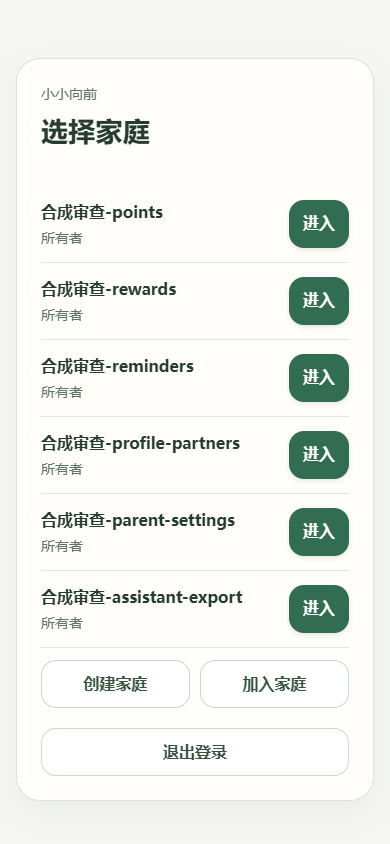 小小向前
选择家庭
合成审查-points
所有者
进入
合成审查-rewards
所有者
进入
合成审查-reminders
所有者
进入
合成审查-profile-partners
所有者
进入
合成审查-parent-settings
所有者
进入
合成审查-assistant-export
所有者
进入
创建家庭
加入家庭
退出登录